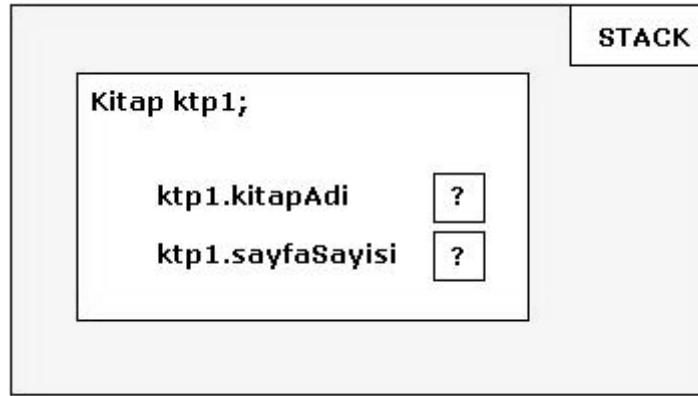 STACK
Kitap ktp1;
ktp1.kitapAdi ?
ktp1.sayfaSayisi ?